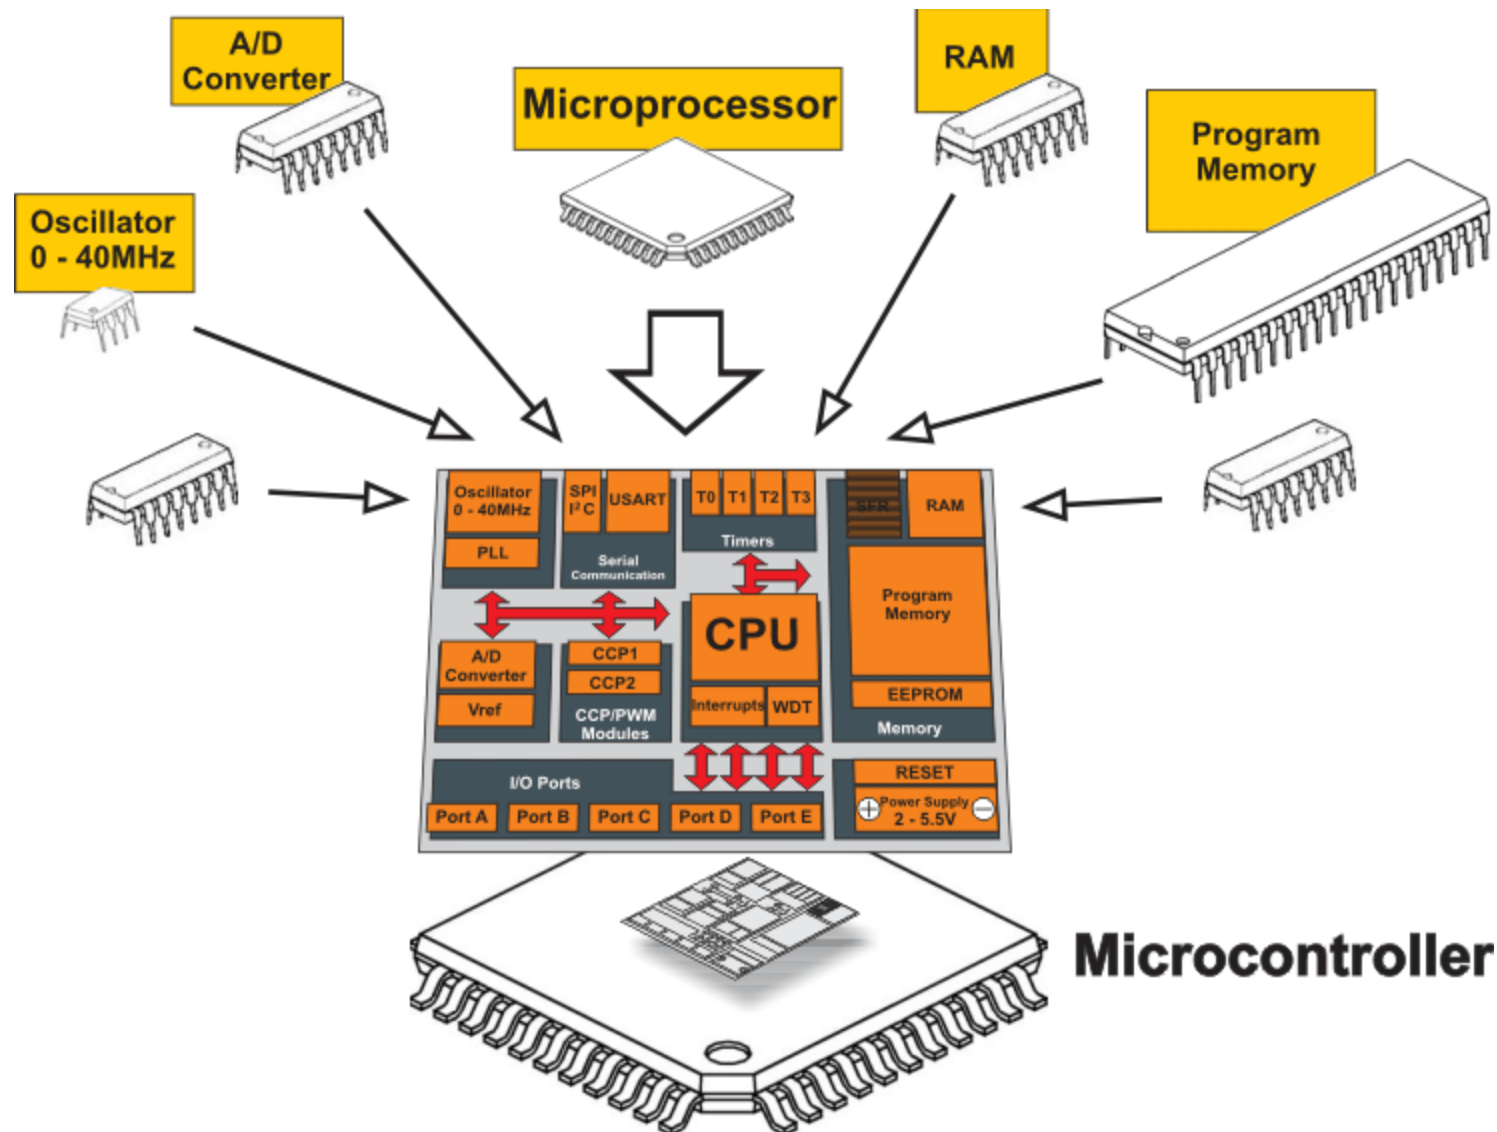 A/D
Converter
Microprocessor
RAM
Program
Memory
Oscillator
0 - 40MHz
Oscillator
0 - 40MHz
PLL
SPI
I²C
USART
Serial
Communication
T0 T1 T2 T3
Timers
SFR
RAM
Program
Memory
EEPROM
Memory
A/D
Converter
Vref
CCP1
CCP2
CCP/PWM
Modules
CPU
Interrupts
WDT
I/O Ports
Port A Port B Port C Port D Port E
RESET
Power Supply
2 - 5.5V
Microcontroller